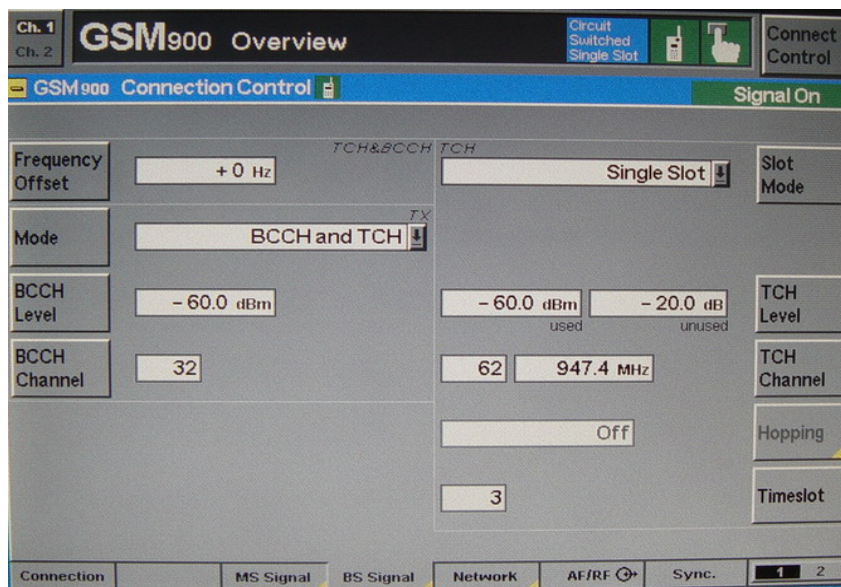 Ch. 1
Ch. 2
GSM900 Overview
Circuit
Switched
Single Slot
Connect
Control
GSM900 Connection Control
Signal On
TCH&BCCH
TCH
Frequency
Offset
+0 Hz
Single Slot
Slot
Mode
TX
Mode
BCCH and TCH
BCCH
Level
-60.0 dBm
-60.0 dBm
used
-20.0 dB
unused
TCH
Level
BCCH
Channel
32
62
947.4 MHz
TCH
Channel
Off
Hopping
3
Timeslot
Connection
MS Signal
BS Signal
Network
AF/RF
Sync.
1
2